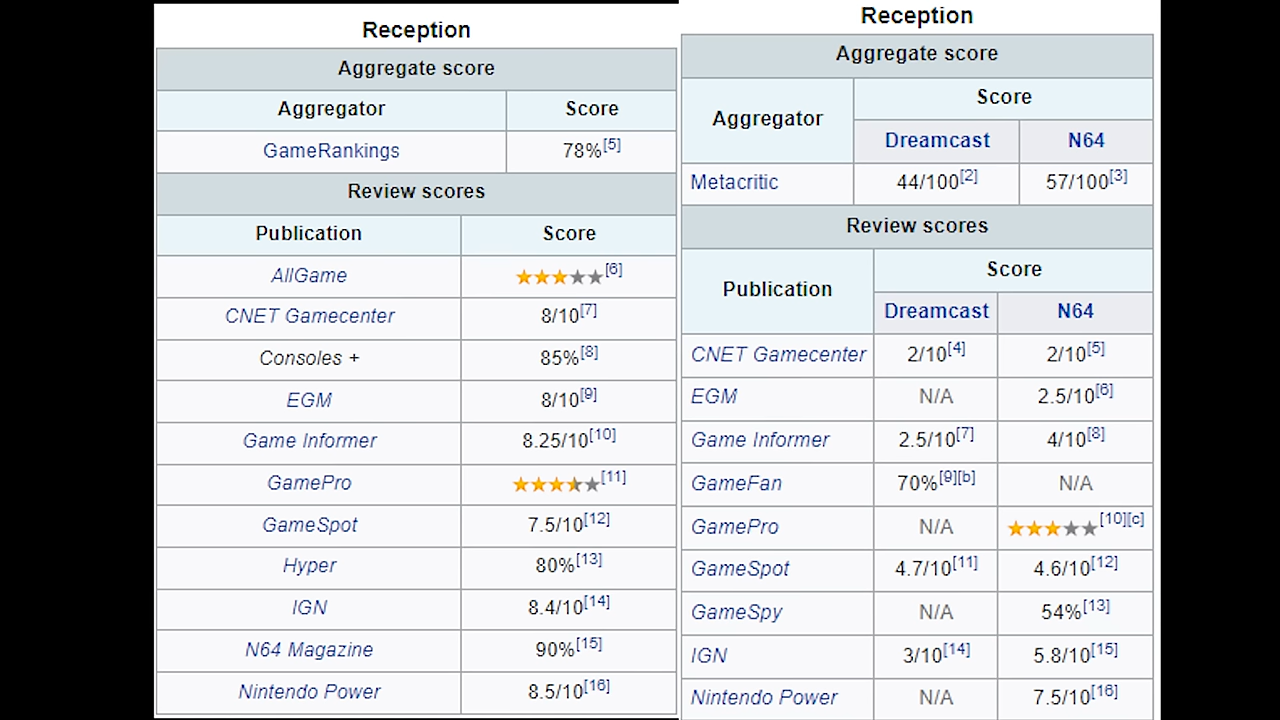 Reception
Aggregate score
Aggregator Score
GameRankings 78%[5]
Review scores
Publication Score
AllGame [6]
CNET Gamecenter 8/10[7]
Consoles + 85%[8]
EGM 8/10[9]
Game Informer 8.25/10[10]
GamePro [11]
GameSpot 7.5/10[12]
Hyper 80%[13]
IGN 8.4/10[14]
N64 Magazine 90%[15]
Nintendo Power 8.5/10[16]
Reception
Aggregate score
Aggregator Score
Dreamcast N64
Metacritic 44/100[2] 57/100[3]
Review scores
Publication Score
Dreamcast N64
CNET Gamecenter 2/10[4] 2/10[5]
EGM N/A 2.5/10[6]
Game Informer 2.5/10[7] 4/10[8]
GameFan 70%[9][b] N/A
GamePro N/A [10][c]
GameSpot 4.7/10[11] 4.6/10[12]
GameSpy N/A 54%[13]
IGN 3/10[14] 5.8/10[15]
Nintendo Power N/A 7.5/10[16]